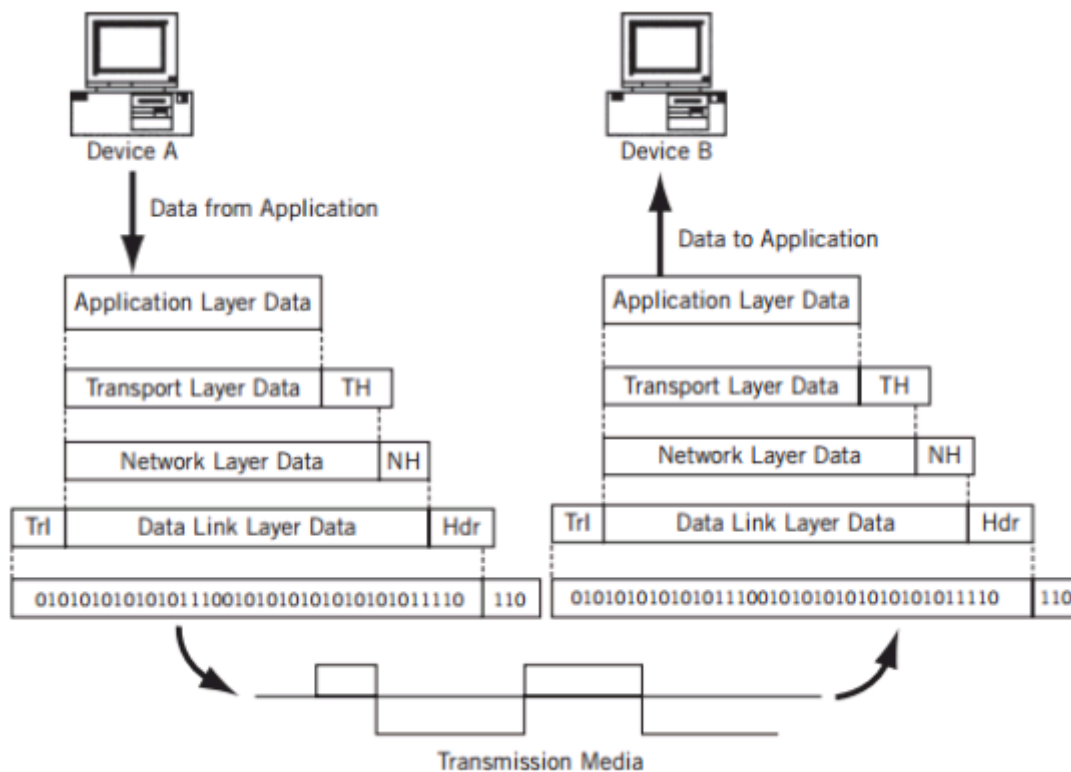 Device A
Device B
Data from Application
Data to Application
Application Layer Data
Application Layer Data
Transport Layer Data TH
Transport Layer Data TH
Network Layer Data NH
Network Layer Data NH
Trl Data Link Layer Data Hdr
Trl Data Link Layer Data Hdr
0101010101010111001010101010101010111110 110
0101010101010111001010101010101010111110 110
Transmission Media